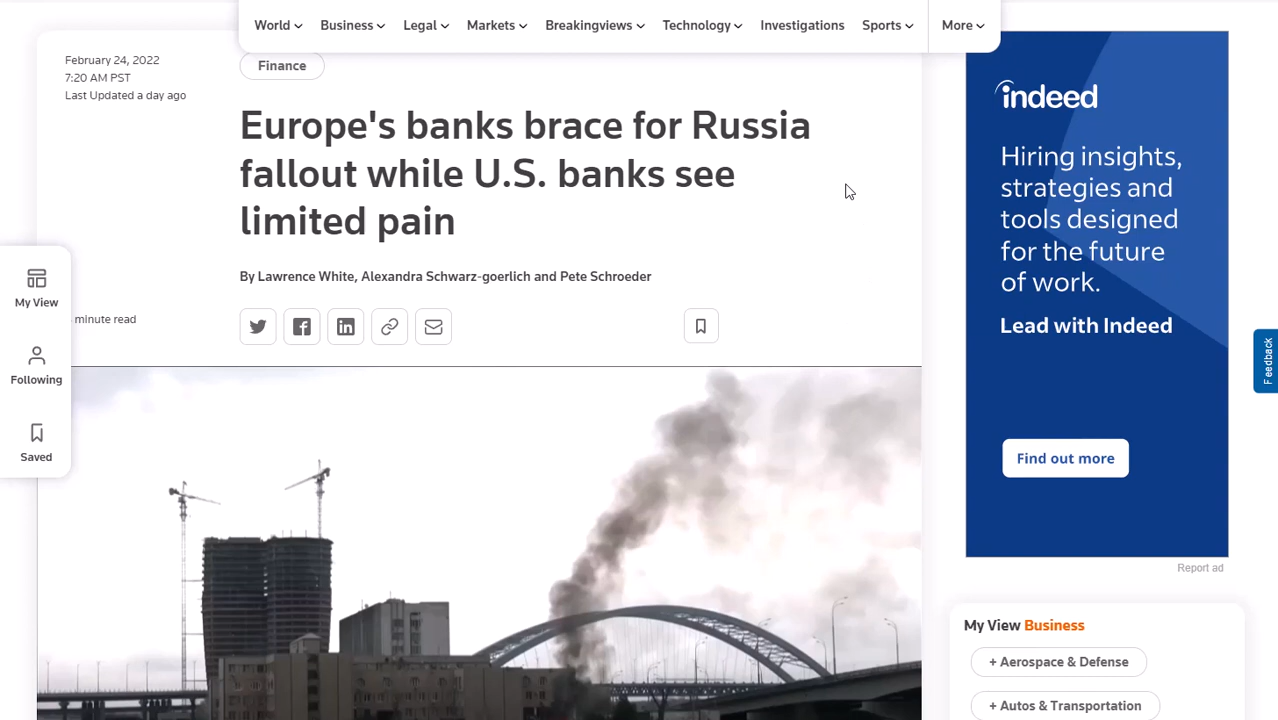 World
Business
Legal
Markets
Breakingviews
Technology
Investigations
Sports
More
February 24, 2022
7:20 AM PST
Last Updated a day ago
Finance
Europe's banks brace for Russia
fallout while U.S. banks see
limited pain
By Lawrence White, Alexandra Schwarz-goerlich and Pete Schroeder
minute read
My View
Following
Saved
indeed
Hiring insights,
strategies and
tools designed
for the future
of work.
Lead with Indeed
Find out more
Report ad
Feedback
My View Business
+ Aerospace & Defense
+ Autos & Transportation